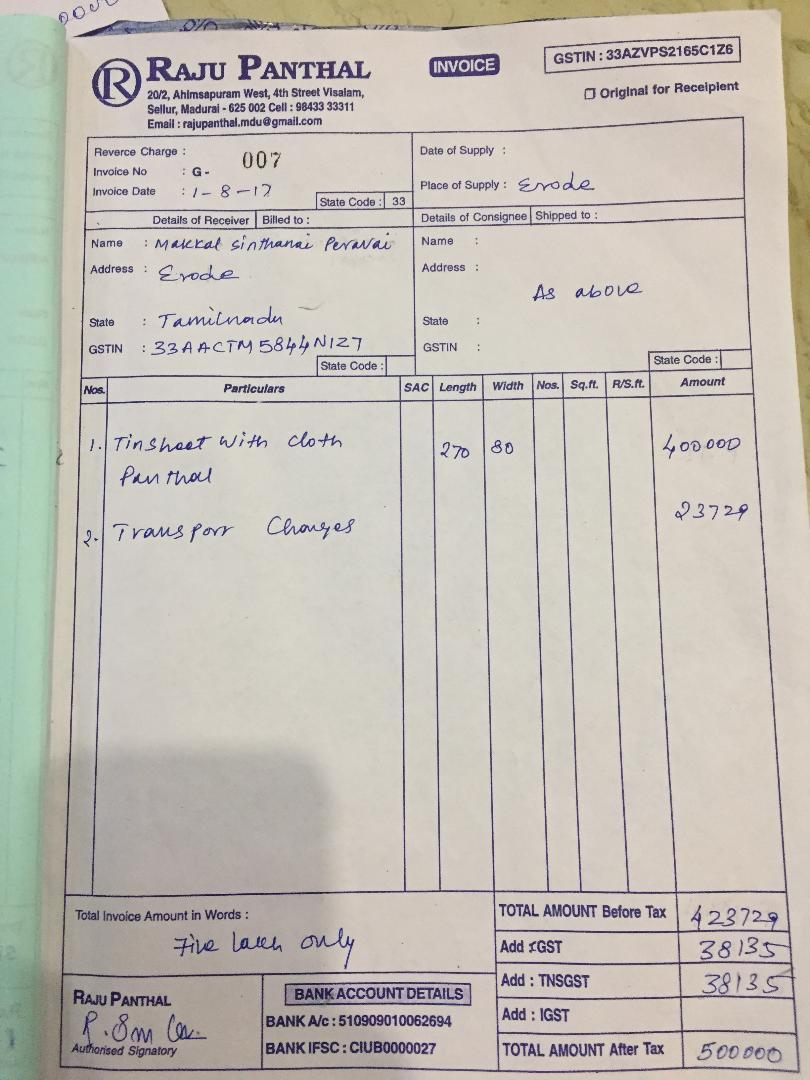 RAJU PANTHAL
20/2, Ahimsapuram West, 4th Street Visalam,
Sellur, Madurai - 625 002 Cell : 98433 33311
Email : rajupanthal.mdu@gmail.com
INVOICE
GSTIN : 33AZVPS2165C1Z6
Original for Receipient
Reverce Charge :
Invoice No : G- 007
Invoice Date : 1-8-17
State Code : 33
Date of Supply :
Place of Supply : Erode
Details of Receiver Billed to :
Details of Consignee Shipped to :
Name : Makkal Sinthanai Peravai
Address : Erode
State : Tamilnadu
GSTIN : 33AACTM5844N1Z7
State Code :
Name :
Address :
As above
State :
GSTIN :
State Code :
Nos. Particulars SAC Length Width Nos. Sq.ft. R/S.ft. Amount
1. Tinsheet With Cloth 270 80 400000
Panthal
2. Transport Charges 23729
Total Invoice Amount in Words :
Five Lakh only
TOTAL AMOUNT Before Tax 423729
Add GST 38135
Add : TNSGST 38135
Add : IGST
TOTAL AMOUNT After Tax 500000
RAJU PANTHAL
Authorised Signatory
BANK ACCOUNT DETAILS
BANK A/c : 510909010062694
BANK IFSC : CIUB0000027